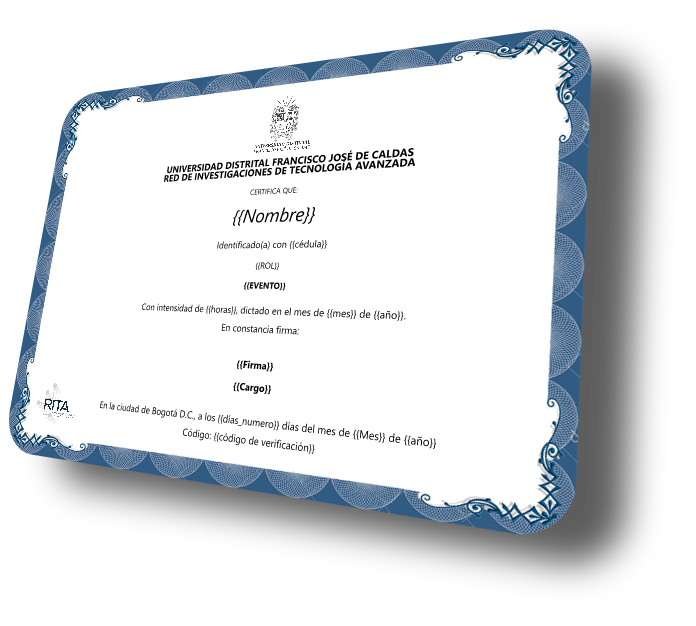 UNIVERSIDAD DISTRITAL FRANCISCO JOSÉ DE CALDAS
RED DE INVESTIGACIONES DE TECNOLOGÍA AVANZADA
CERTIFICA QUE:
{{Nombre}}
Identificado(a) con {{cédula}}
{{ROL}}
{{EVENTO}}
Con intensidad de {{horas}}, dictado en el mes de {{mes}} de {{año}}.
En constancia firma:
{{Firma}}
{{Cargo}}
RITA
En la ciudad de Bogotá D.C., a los {{días_numero}} días del mes de {{Mes}} de {{año}}
Código: {{código de verificación}}